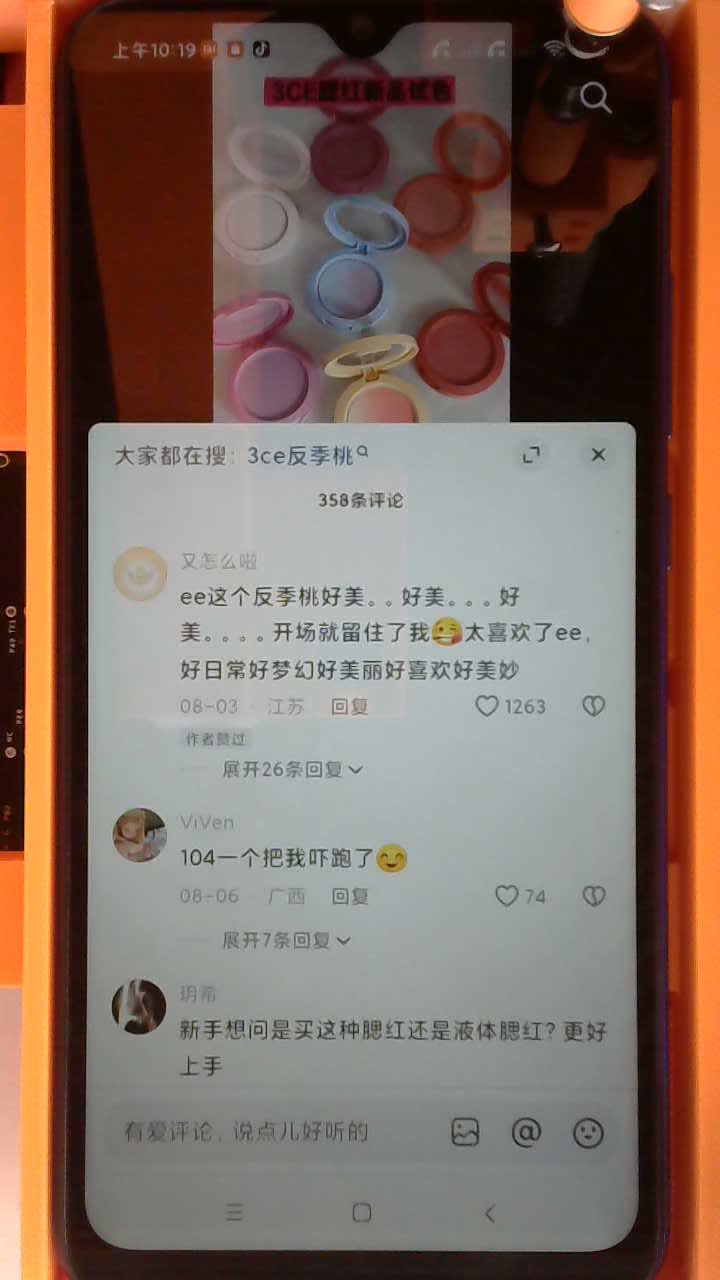 上午10:19
3CE腮红新品试色
大家都在搜：3ce反季桃
358条评论
又怎么啦
ee这个反季桃好美。。好美。。。好
美。。。。开场就留住了我太喜欢了ee，
好日常好梦幻好美丽好喜欢好美妙
08-03 · 江苏 回复 1263
作者赞过
展开26条回复
ViVen
104一个把我吓跑了
08-06 · 广西 回复 74
展开7条回复
玥希
新手想问是买这种腮红还是液体腮红？更好
上手
有爱评论，说点儿好听的